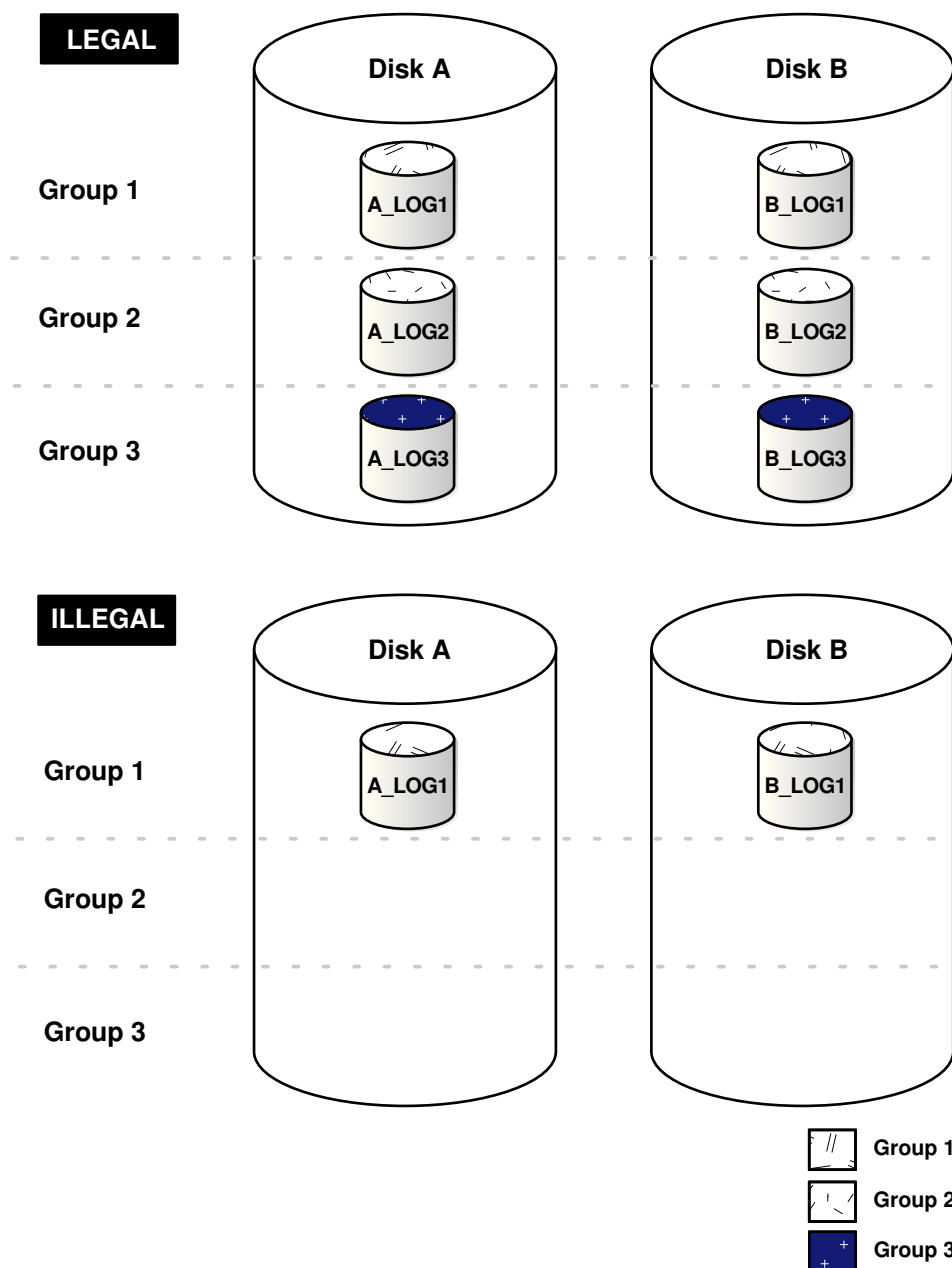 LEGAL
Disk A
Disk B
Group 1
A_LOG1
B_LOG1
Group 2
A_LOG2
B_LOG2
Group 3
A_LOG3
B_LOG3
ILLEGAL
Disk A
Disk B
Group 1
A_LOG1
B_LOG1
Group 2
Group 3
Group 1
Group 2
Group 3